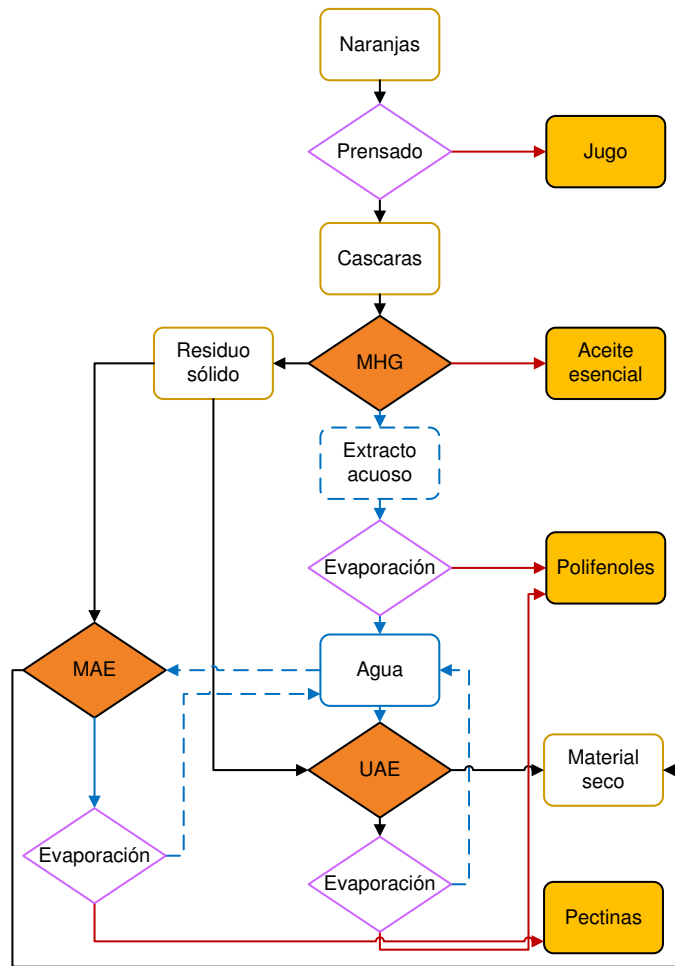 Naranjas
Prensado
Jugo
Cascaras
Residuo
sólido
MHG
Aceite
esencial
Extracto
acuoso
Evaporación
Polifenoles
MAE
Agua
UAE
Material
seco
Evaporación
Evaporación
Pectinas